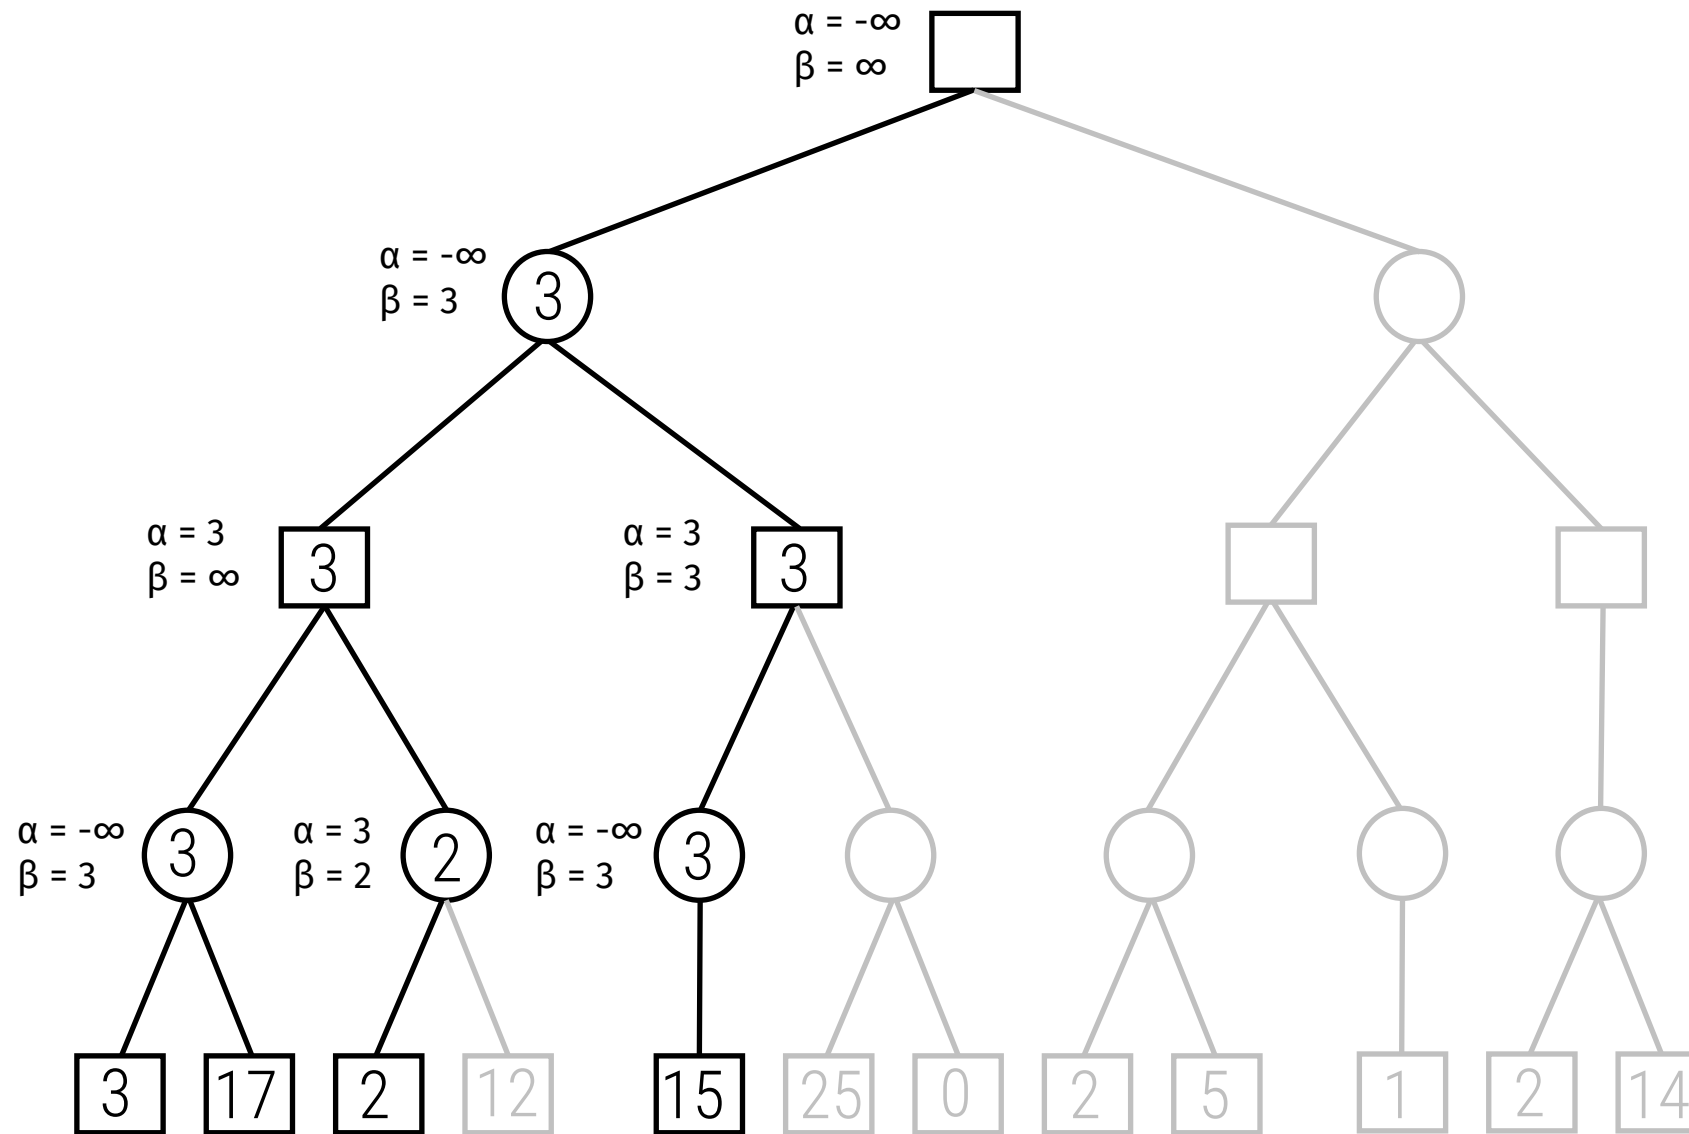 α = -∞
β = ∞
α = -∞
β = 3
3
α = 3
β = ∞
3
α = 3
β = 3
3
α = -∞
β = 3
3
α = 3
β = 2
2
α = -∞
β = 3
3
3
17
2
12
15
25
0
2
5
1
2
14